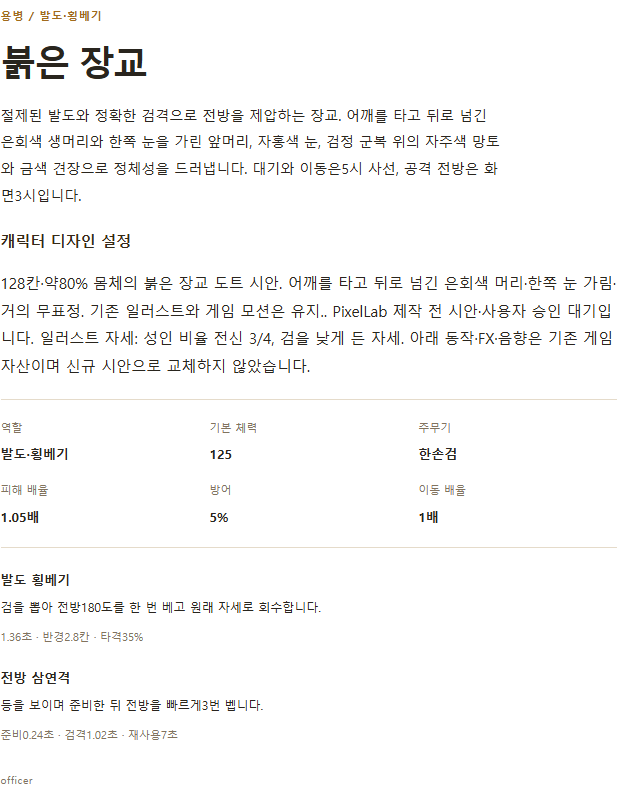 용병 / 발도·횡베기
붉은 장교
절제된 발도와 정확한 검격으로 전방을 제압하는 장교. 어깨를 타고 뒤로 넘긴
은회색 생머리와 한쪽 눈을 가린 앞머리, 자홍색 눈, 검정 군복 위의 자주색 망토
와 금색 견장으로 정체성을 드러냅니다. 대기와 이동은5시 사선, 공격 전방은 화
면3시입니다.
캐릭터 디자인 설정
128칸·약80% 몸체의 붉은 장교 도트 시안. 어깨를 타고 뒤로 넘긴 은회색 머리·한쪽 눈 가림·
거의 무표정. 기존 일러스트와 게임 모션은 유지.. PixelLab 제작 전 시안·사용자 승인 대기입
니다. 일러스트 자세: 성인 비율 전신 3/4, 검을 낮게 든 자세. 아래 동작·FX·음향은 기존 게임
자산이며 신규 시안으로 교체하지 않았습니다.
역할 기본 체력 주무기
발도·횡베기 125 한손검
피해 배율 방어 이동 배율
1.05배 5% 1배
발도 횡베기
검을 뽑아 전방180도를 한 번 베고 원래 자세로 회수합니다.
1.36초 · 반경2.8칸 · 타격35%
전방 삼연격
등을 보이며 준비한 뒤 전방을 빠르게3번 벱니다.
준비0.24초 · 검격1.02초 · 재사용7초
officer